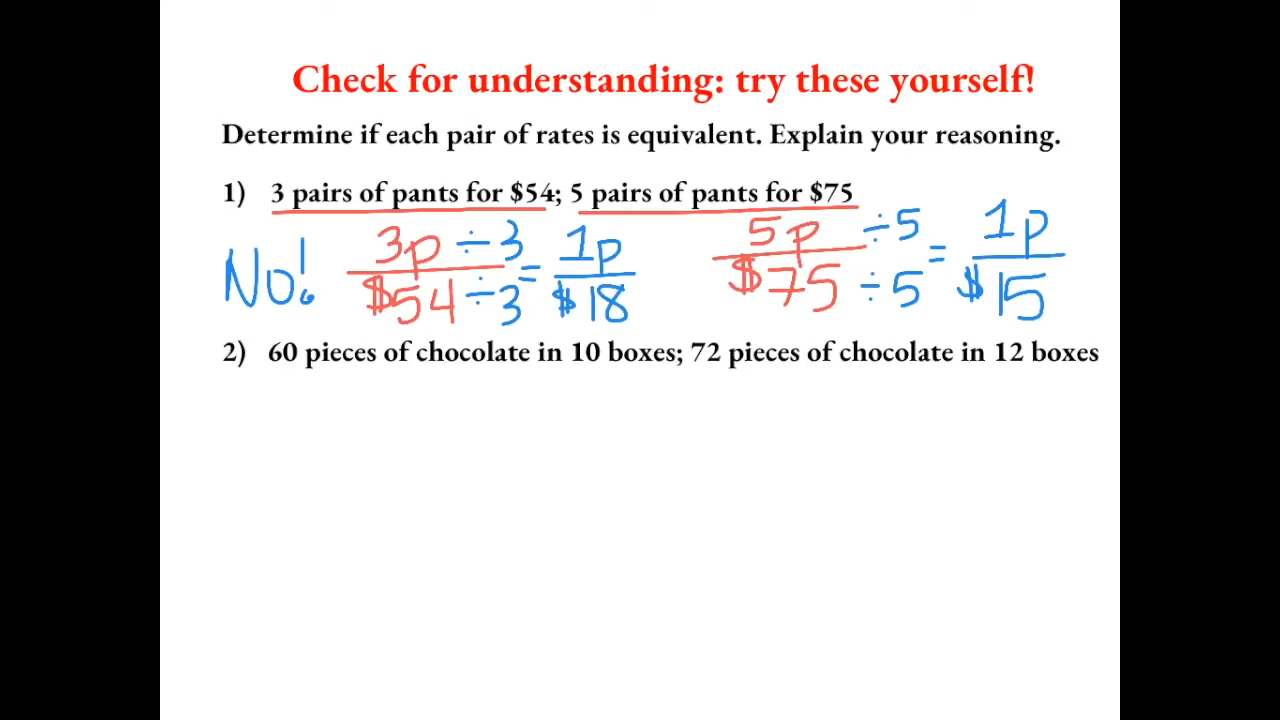 Check for understanding: try these yourself!
Determine if each pair of rates is equivalent. Explain your reasoning.
1) 3 pairs of pants for $54; 5 pairs of pants for $75
No! 3p ÷3 / $54 ÷3 = 1p / $18 5p ÷5 / $75 ÷5 = 1p / $15
2) 60 pieces of chocolate in 10 boxes; 72 pieces of chocolate in 12 boxes